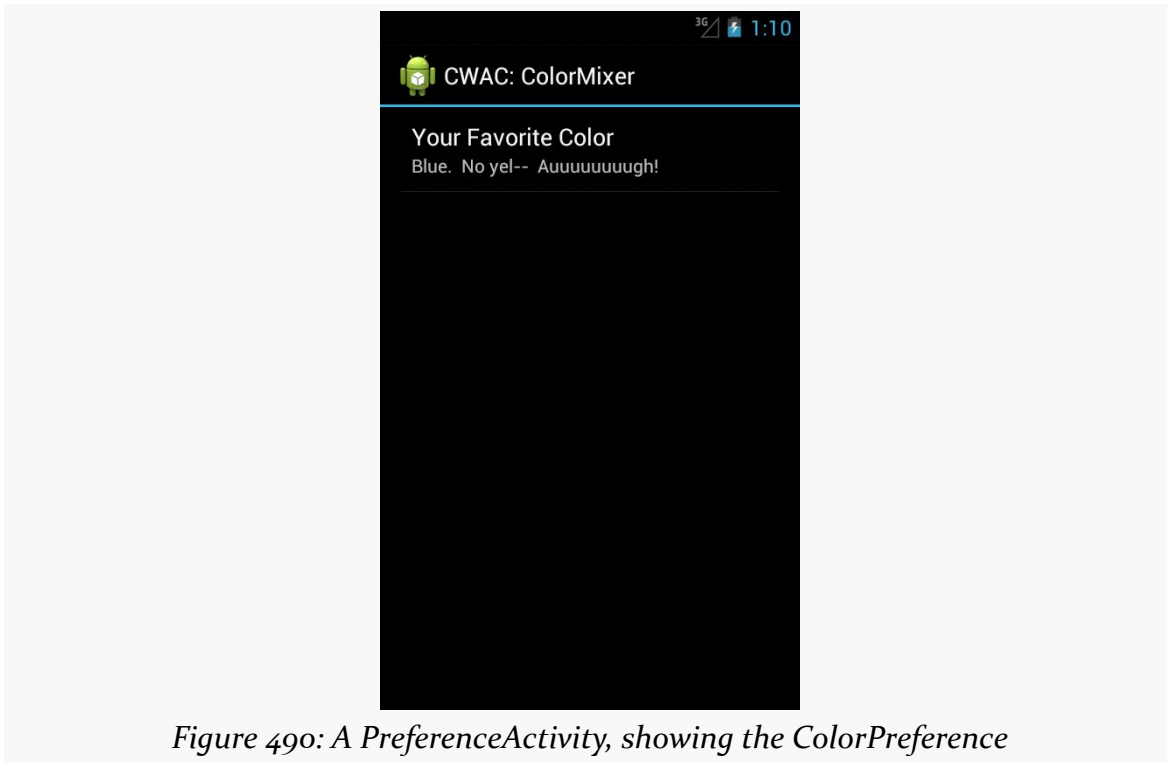 3G 1:10
CWAC: ColorMixer
Your Favorite Color
Blue.  No yel--  Auuuuuuuugh!
Figure 490: A PreferenceActivity, showing the ColorPreference